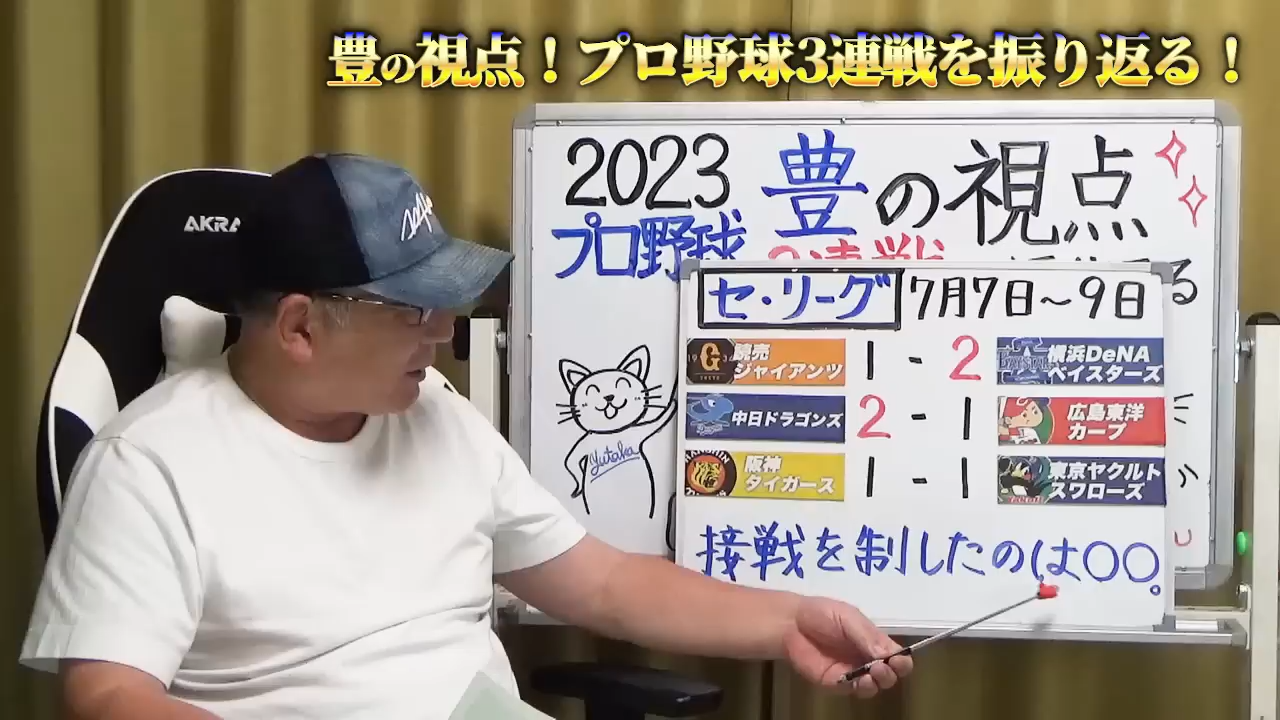 豊の視点！プロ野球3連戦を振り返る！
2023 豊の視点
プロ野球
AKRA
セ・リーグ 7月7日～9日
G 読売ジャイアンツ 1 - 2 横浜DeNAベイスターズ
中日ドラゴンズ 2 - 1 広島東洋カープ
阪神タイガース 1 - 1 東京ヤクルトスワローズ
yutaka
接戦を制したのは○○。